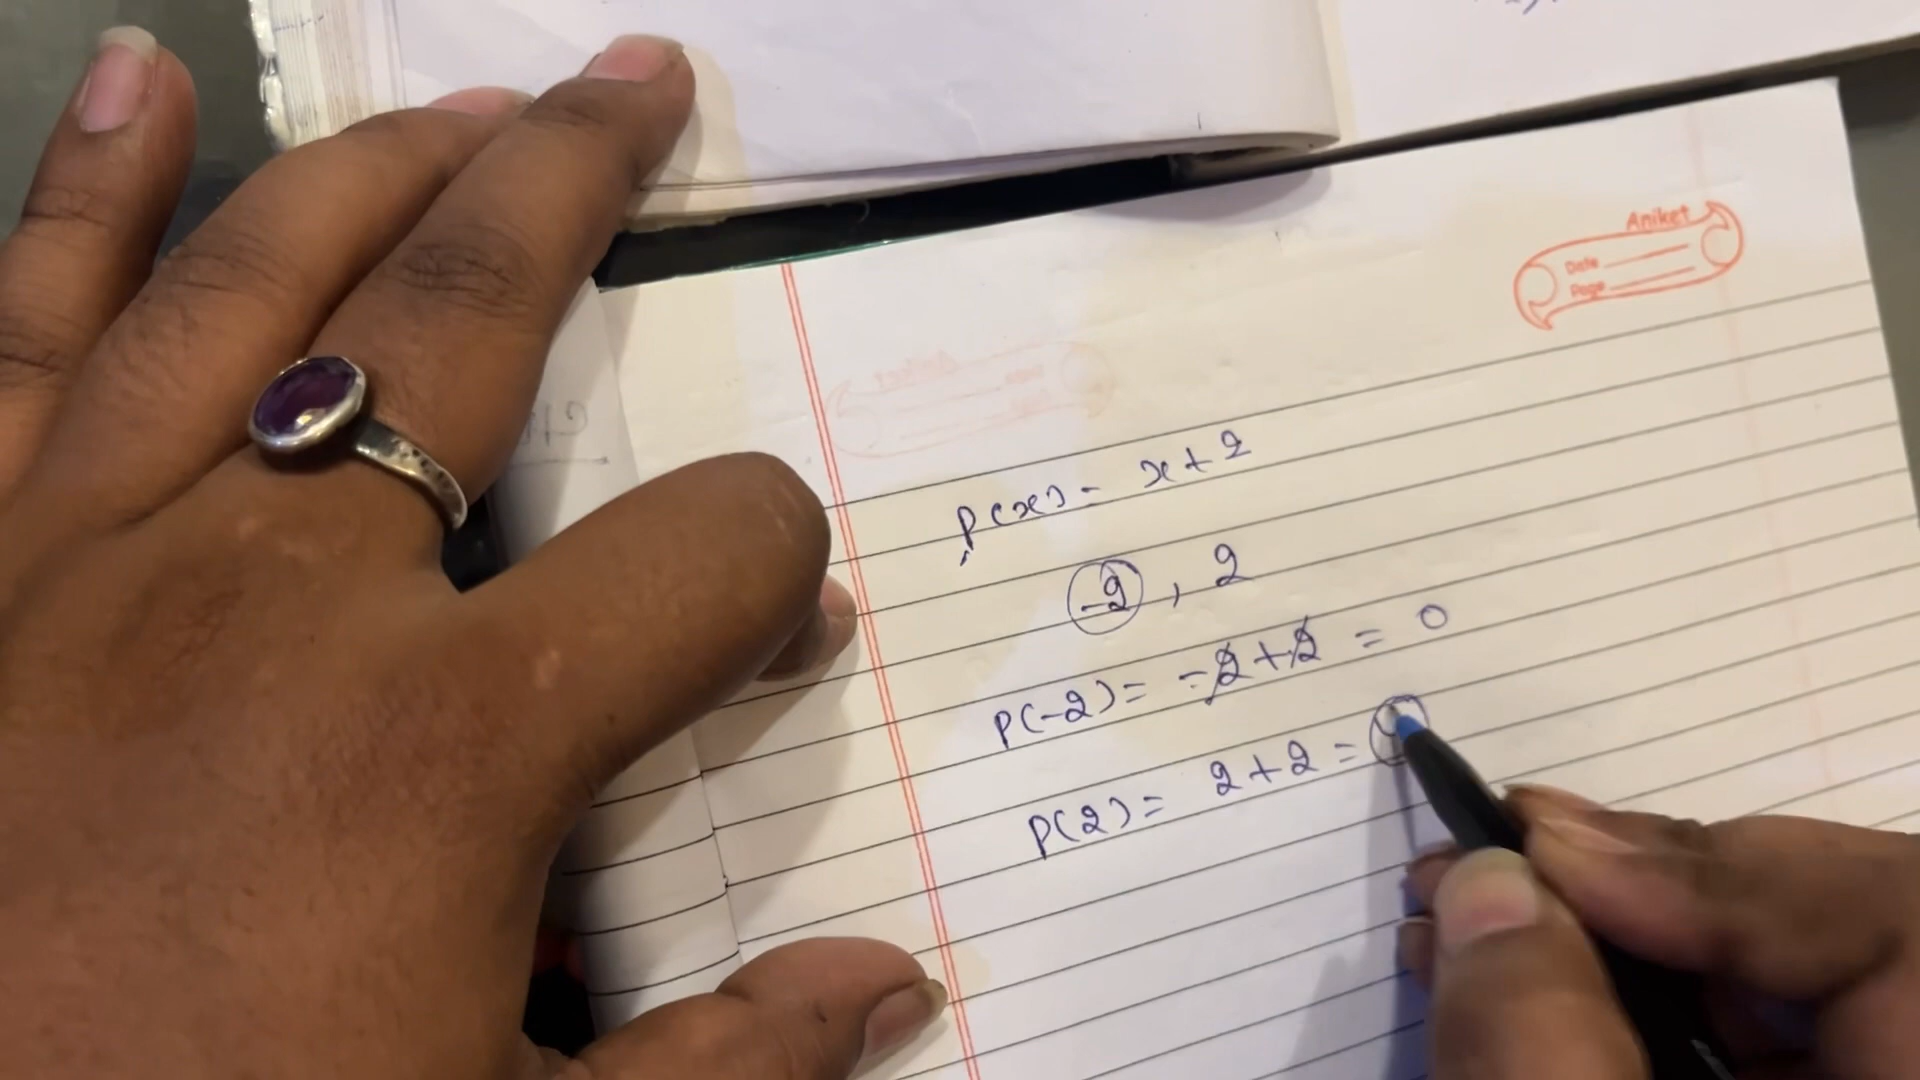 Aniket
Date
Page
p(x) = x + 2
-2 , 2
P(-2) = -2 + 2 = 0
P(2) = 2 + 2 =